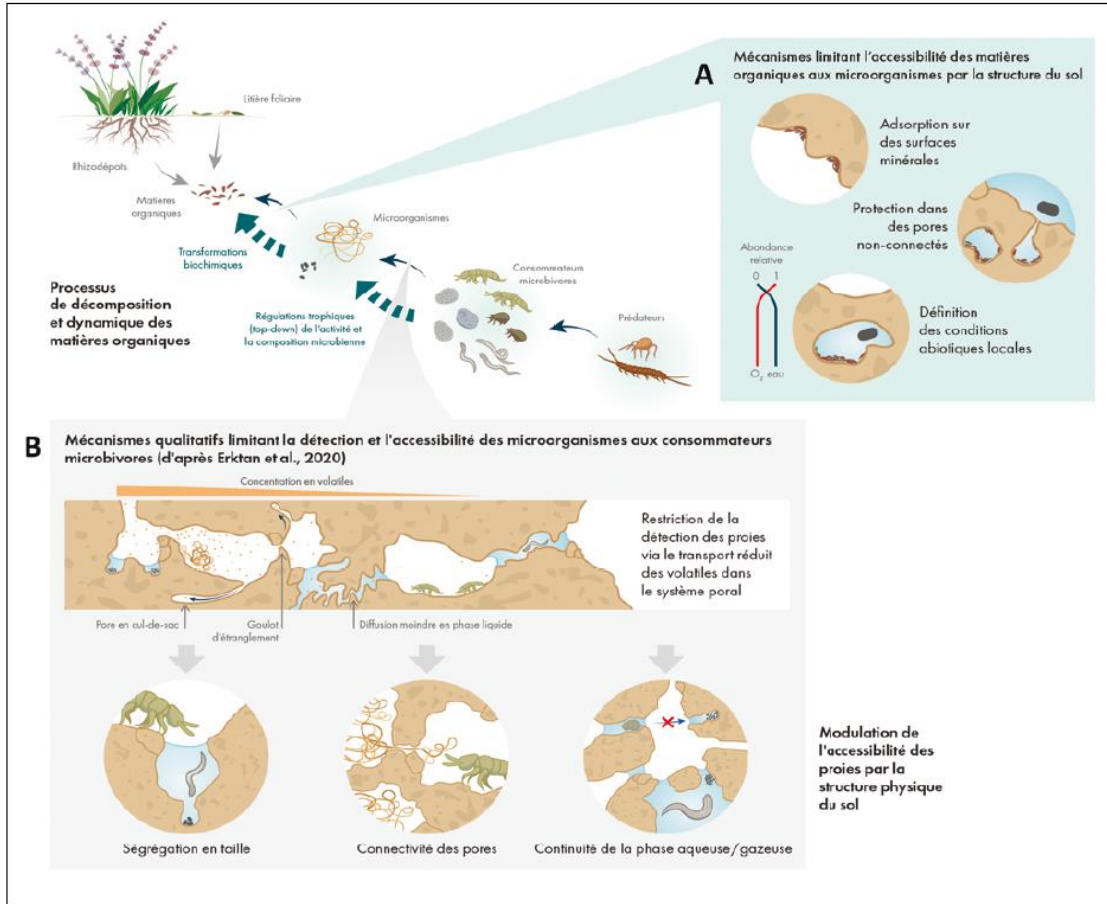 Litière foliaire
Rhizodépôts
Matières
organiques
Microorganismes
Transformations
biochimiques
Consommateurs
microbivores
Processus
de décomposition
et dynamique des
matières organiques
Régulations trophiques
(top-down) de l'activité et
la composition microbienne
Prédateurs
A
Mécanismes limitant l'accessibilité des matières
organiques aux microorganismes par la structure du sol
Adsorption sur
des surfaces
minérales
Protection dans
des pores
non-connectés
Abondance
relative
0 1
O₂ eau
Définition
des conditions
abiotiques locales
B
Mécanismes qualitatifs limitant la détection et l'accessibilité des microorganismes aux consommateurs
microbivores (d'après Erktan et al., 2020)
Concentration en volatiles
Restriction de la
détection des proies
via le transport réduit
des volatiles dans
le système poral
Pore en cul-de-sac
Goulot
d'étranglement
Diffusion moindre en phase liquide
Ségrégation en taille
Connectivité des pores
Continuité de la phase aqueuse/gazeuse
Modulation de
l'accessibilité des
proies par la
structure physique
du sol